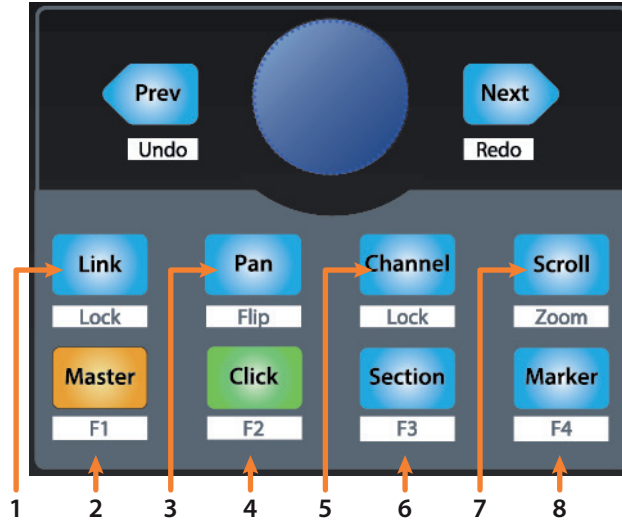 Prev Next
Undo Redo
Link Pan Channel Scroll
Lock Flip Lock Zoom
Master Click Section Marker
F1 F2 F3 F4
1 2 3 4 5 6 7 8